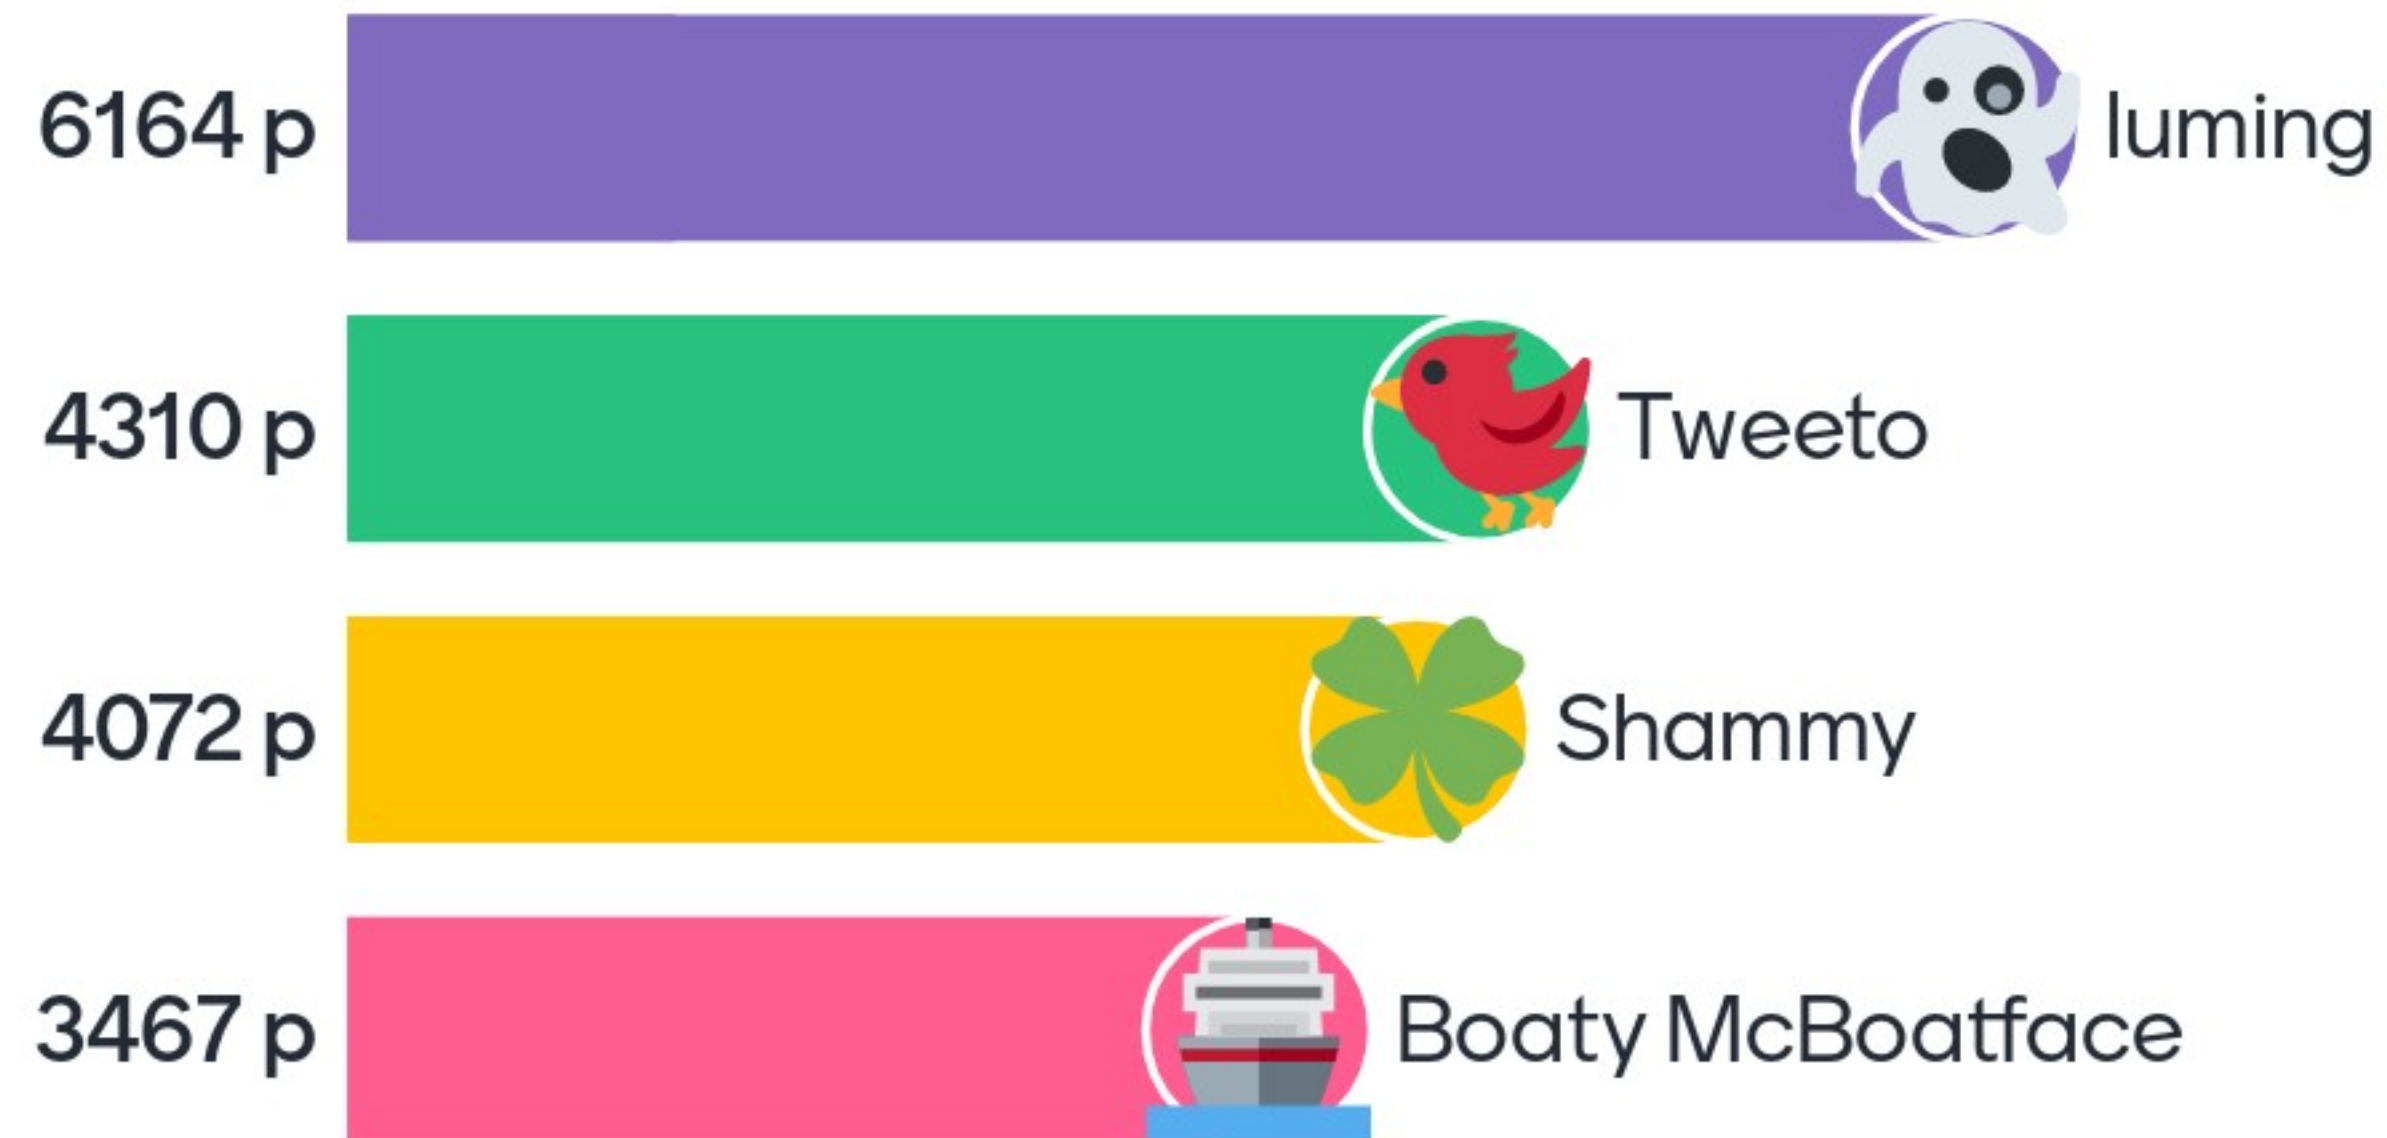 6164 p luming
4310 p Tweeto
4072 p Shammy
3467 p Boaty McBoatface